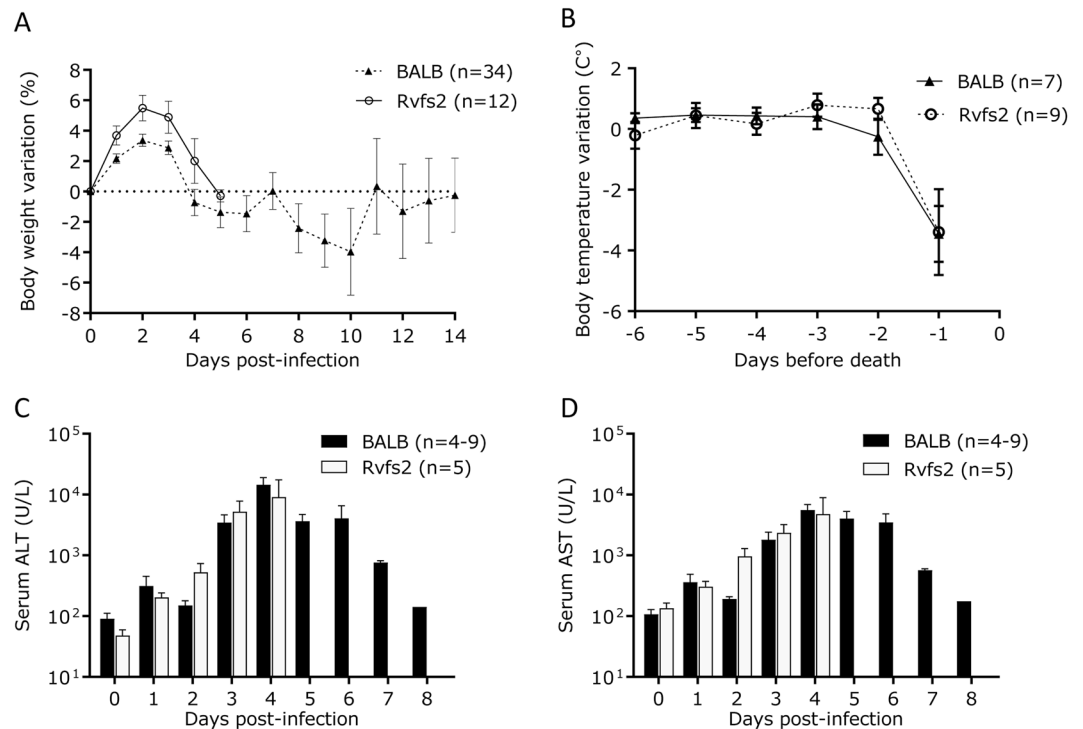 A
BALB (n=34)
Rvfs2 (n=12)
Body weight variation (%)
8
6
4
2
0
-2
-4
-6
-8
0 2 4 6 8 10 12 14
Days post-infection
B
BALB (n=7)
Rvfs2 (n=9)
Body temperature variation (C°)
2
0
-2
-4
-6
-6 -5 -4 -3 -2 -1 0
Days before death
C
BALB (n=4-9)
Rvfs2 (n=5)
Serum ALT (U/L)
10⁵
10⁴
10³
10²
10¹
0 1 2 3 4 5 6 7 8
Days post-infection
D
BALB (n=4-9)
Rvfs2 (n=5)
Serum AST (U/L)
10⁵
10⁴
10³
10²
10¹
0 1 2 3 4 5 6 7 8
Days post-infection